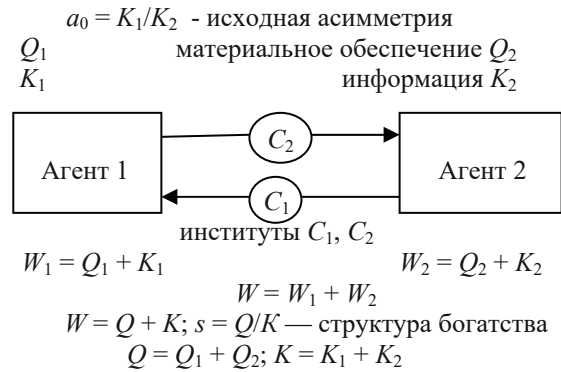 a₀ = K₁/K₂ - исходная асимметрия
Q₁ материальное обеспечение Q₂
K₁ информация K₂
C₂
Агент 1 Агент 2
C₁
институты C₁, C₂
W₁ = Q₁ + K₁ W₂ = Q₂ + K₂
W = W₁ + W₂
W = Q + K; s = Q/К — структура богатства
Q = Q₁ + Q₂; K = K₁ + K₂